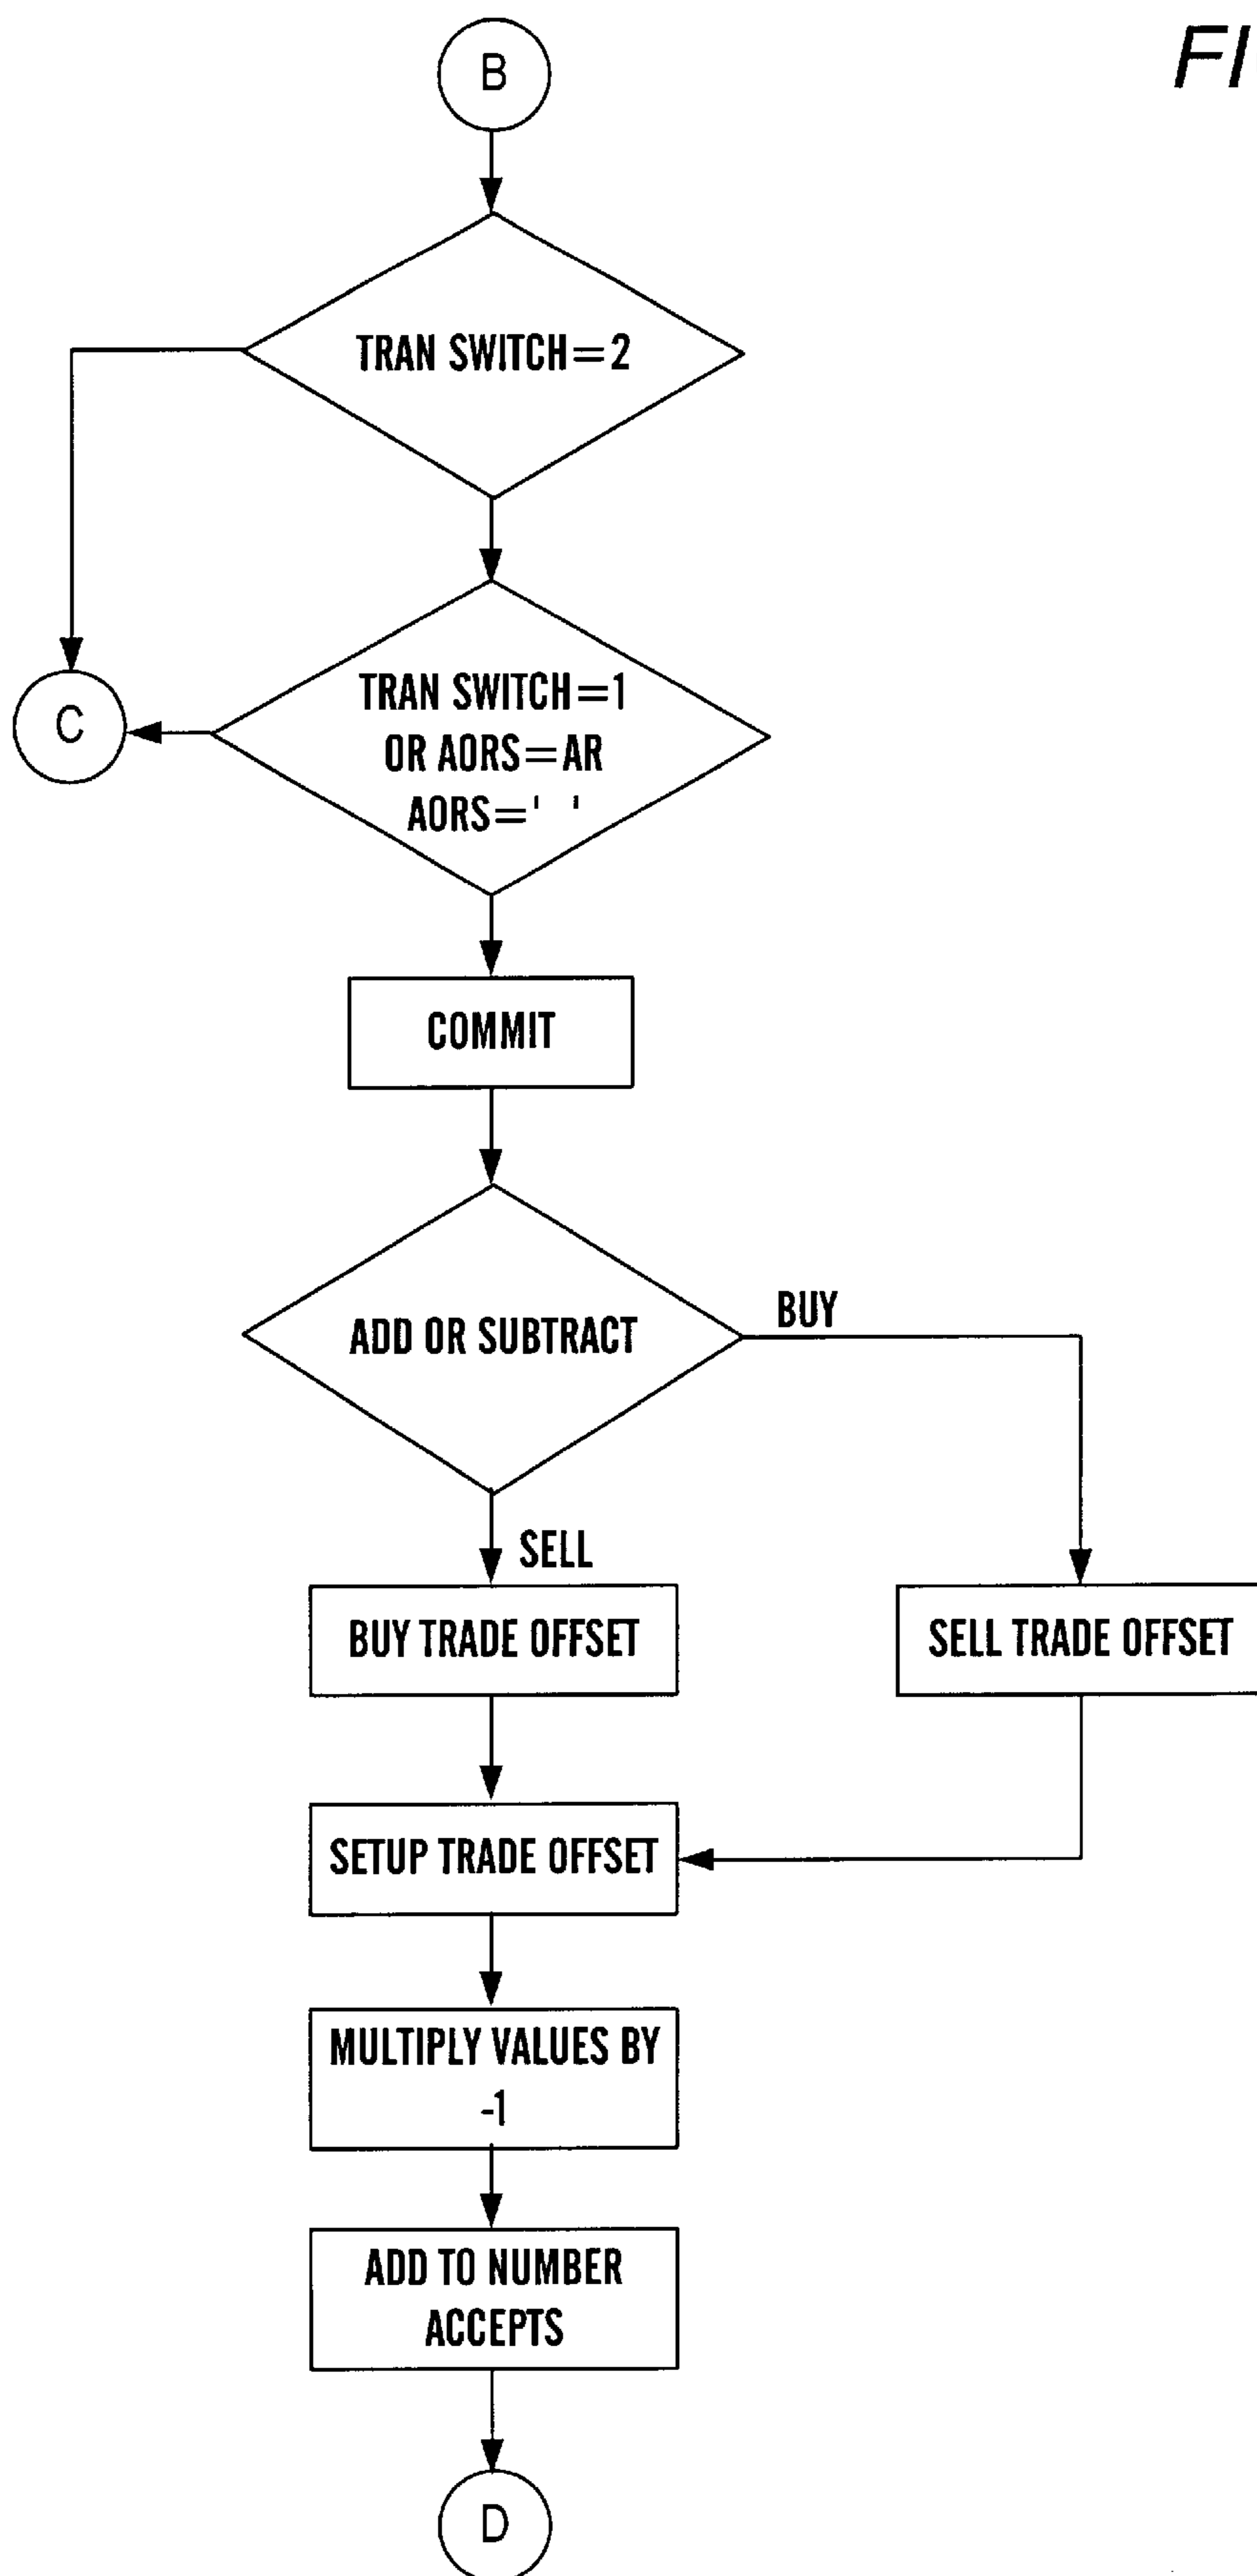 B
TRAN SWITCH=2
TRAN SWITCH=1
OR AORS=AR
AORS=' '
C
COMMIT
ADD OR SUBTRACT
BUY
SELL
BUY TRADE OFFSET
SELL TRADE OFFSET
SETUP TRADE OFFSET
MULTIPLY VALUES BY
-1
ADD TO NUMBER
ACCEPTS
D